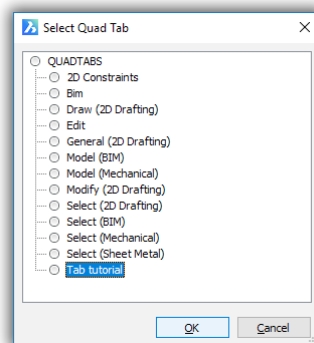 Select Quad Tab
QUADTABS
2D Constraints
Bim
Draw (2D Drafting)
Edit
General (2D Drafting)
Model (BIM)
Model (Mechanical)
Modify (2D Drafting)
Select (2D Drafting)
Select (BIM)
Select (Mechanical)
Select (Sheet Metal)
Tab tutorial
OK
Cancel